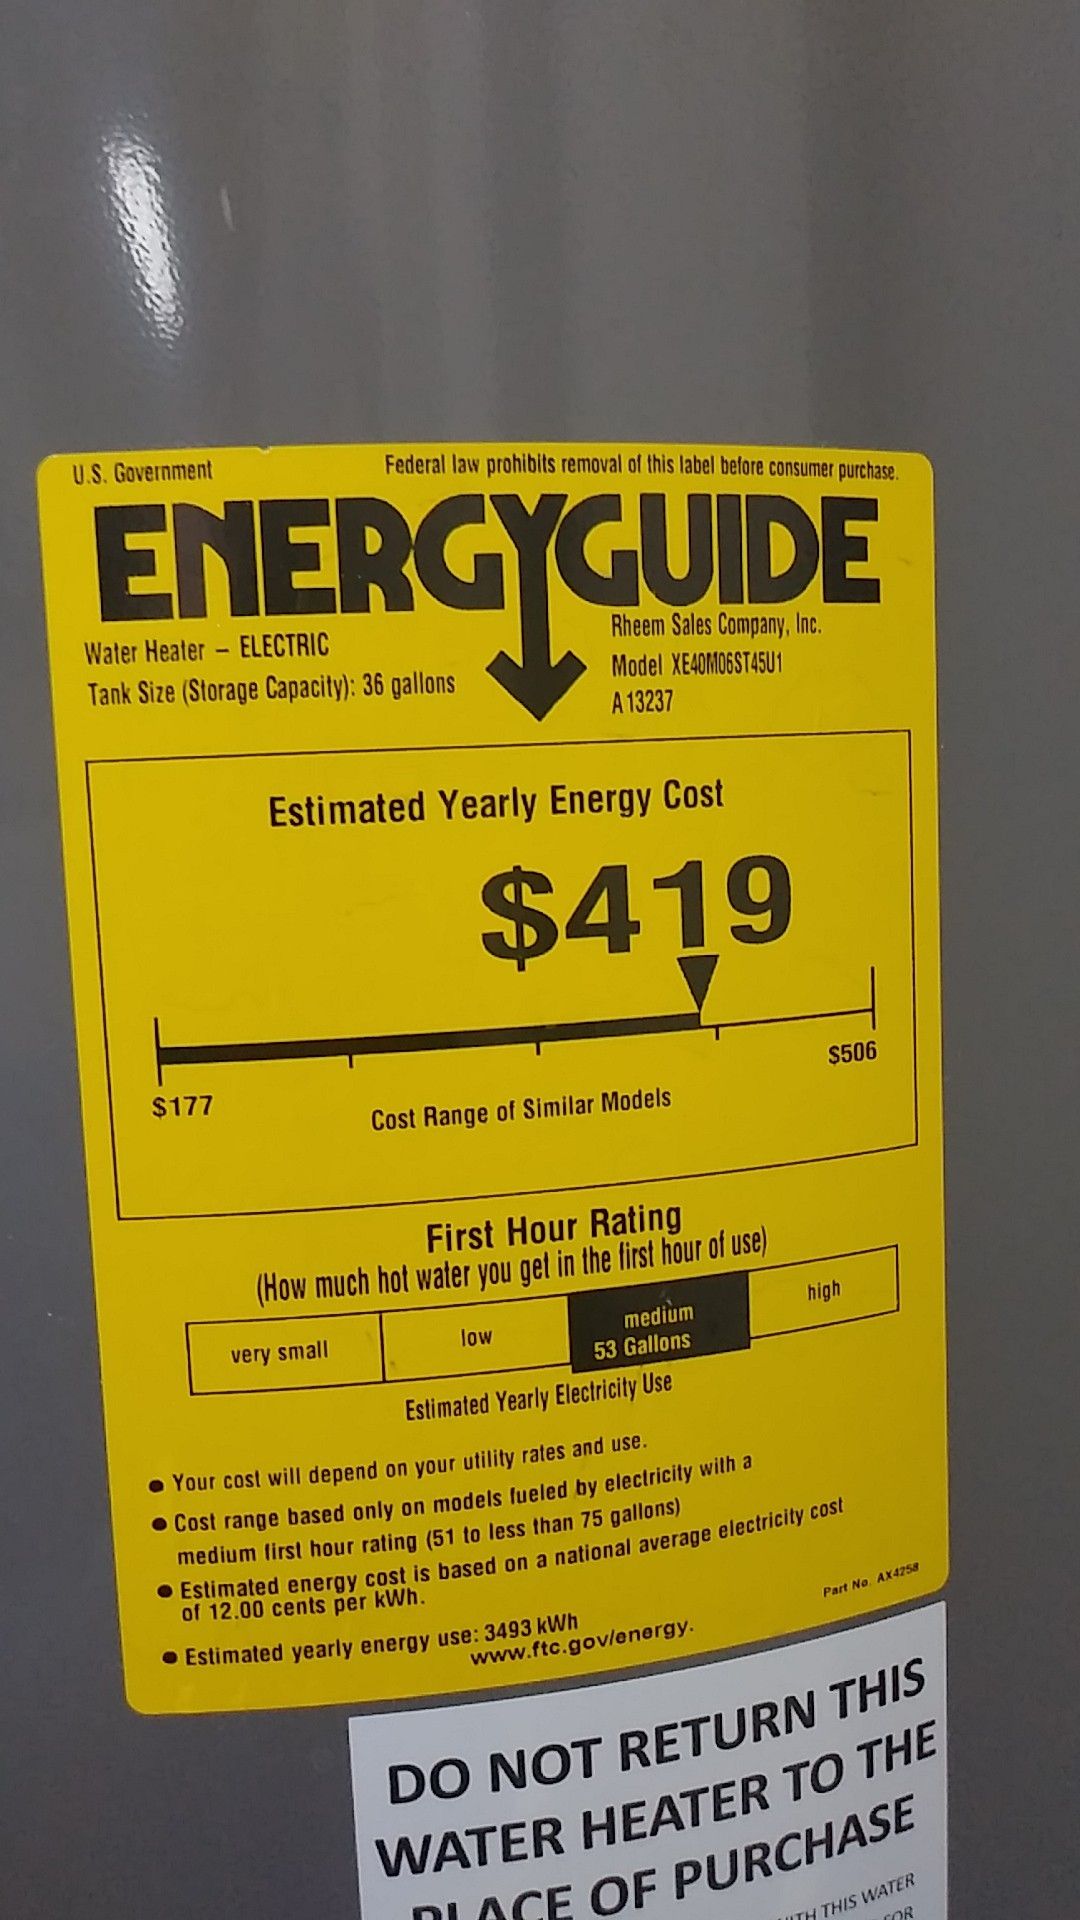 U.S. Government
Federal law prohibits removal of this label before consumer purchase.
ENERGYGUIDE
Water Heater – ELECTRIC
Tank Size (Storage Capacity): 36 gallons
Rheem Sales Company, Inc.
Model XE40M06ST45U1
A 13237
Estimated Yearly Energy Cost
$419
$177
$506
Cost Range of Similar Models
First Hour Rating
(How much hot water you get in the first hour of use)
very small
low
medium
53 Gallons
high
Estimated Yearly Electricity Use
● Your cost will depend on your utility rates and use.
● Cost range based only on models fueled by electricity with a
medium first hour rating (51 to less than 75 gallons)
● Estimated energy cost is based on a national average electricity cost
of 12.00 cents per kWh.
● Estimated yearly energy use: 3493 kWh
www.ftc.gov/energy.
Part No. AX4258
DO NOT RETURN THIS
WATER HEATER TO THE
PLACE OF PURCHASE
THIS WATER
FOR